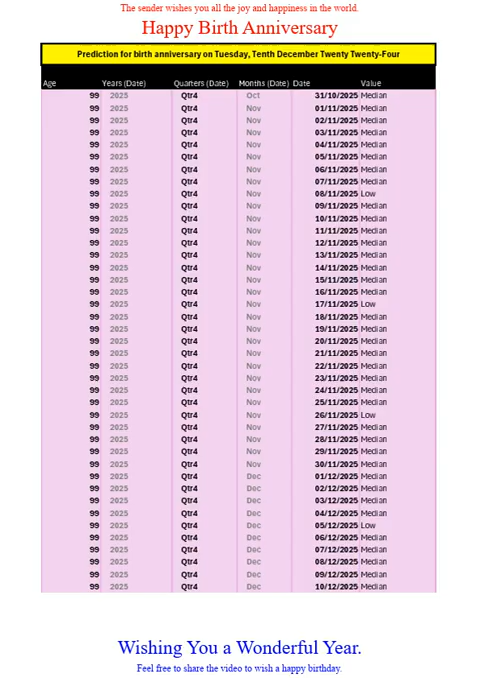 The sender wishes you all the joy and happiness in the world.
Happy Birth Anniversary
Prediction for birth anniversary on Tuesday, Tenth December Twenty Twenty-Four
Age Years (Date) Quarters (Date) Months (Date) Date Value
99 2025 Qtr4 Oct 31/10/2025 Median
99 2025 Qtr4 Nov 01/11/2025 Median
99 2025 Qtr4 Nov 02/11/2025 Median
99 2025 Qtr4 Nov 03/11/2025 Median
99 2025 Qtr4 Nov 04/11/2025 Median
99 2025 Qtr4 Nov 05/11/2025 Median
99 2025 Qtr4 Nov 06/11/2025 Median
99 2025 Qtr4 Nov 07/11/2025 Median
99 2025 Qtr4 Nov 08/11/2025 Low
99 2025 Qtr4 Nov 09/11/2025 Median
99 2025 Qtr4 Nov 10/11/2025 Median
99 2025 Qtr4 Nov 11/11/2025 Median
99 2025 Qtr4 Nov 12/11/2025 Median
99 2025 Qtr4 Nov 13/11/2025 Median
99 2025 Qtr4 Nov 14/11/2025 Median
99 2025 Qtr4 Nov 15/11/2025 Median
99 2025 Qtr4 Nov 16/11/2025 Median
99 2025 Qtr4 Nov 17/11/2025 Low
99 2025 Qtr4 Nov 18/11/2025 Median
99 2025 Qtr4 Nov 19/11/2025 Median
99 2025 Qtr4 Nov 20/11/2025 Median
99 2025 Qtr4 Nov 21/11/2025 Median
99 2025 Qtr4 Nov 22/11/2025 Median
99 2025 Qtr4 Nov 23/11/2025 Median
99 2025 Qtr4 Nov 24/11/2025 Median
99 2025 Qtr4 Nov 25/11/2025 Median
99 2025 Qtr4 Nov 26/11/2025 Low
99 2025 Qtr4 Nov 27/11/2025 Median
99 2025 Qtr4 Nov 28/11/2025 Median
99 2025 Qtr4 Nov 29/11/2025 Median
99 2025 Qtr4 Nov 30/11/2025 Median
99 2025 Qtr4 Dec 01/12/2025 Median
99 2025 Qtr4 Dec 02/12/2025 Median
99 2025 Qtr4 Dec 03/12/2025 Median
99 2025 Qtr4 Dec 04/12/2025 Median
99 2025 Qtr4 Dec 05/12/2025 Low
99 2025 Qtr4 Dec 06/12/2025 Median
99 2025 Qtr4 Dec 07/12/2025 Median
99 2025 Qtr4 Dec 08/12/2025 Median
99 2025 Qtr4 Dec 09/12/2025 Median
99 2025 Qtr4 Dec 10/12/2025 Median
Wishing You a Wonderful Year.
Feel free to share the video to wish a happy birthday.